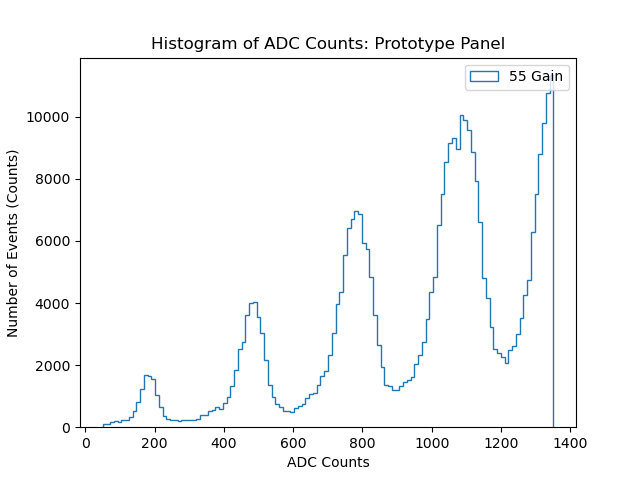 Histogram of ADC Counts: Prototype Panel
55 Gain
Number of Events (Counts)
10000
8000
6000
4000
2000
0
0 200 400 600 800 1000 1200 1400
ADC Counts